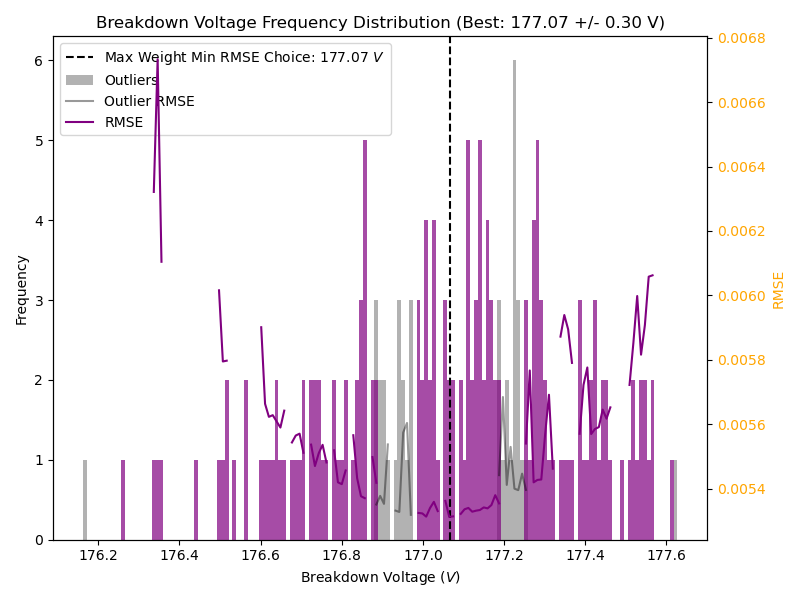 Breakdown Voltage Frequency Distribution (Best: 177.07 +/- 0.30 V)
Max Weight Min RMSE Choice: 177.07 V
Outliers
Outlier RMSE
RMSE
Frequency
6
5
4
3
2
1
0
0.0068
0.0066
0.0064
0.0062
0.0060
0.0058
0.0056
0.0054
RMSE
176.2 176.4 176.6 176.8 177.0 177.2 177.4 177.6
Breakdown Voltage (V)